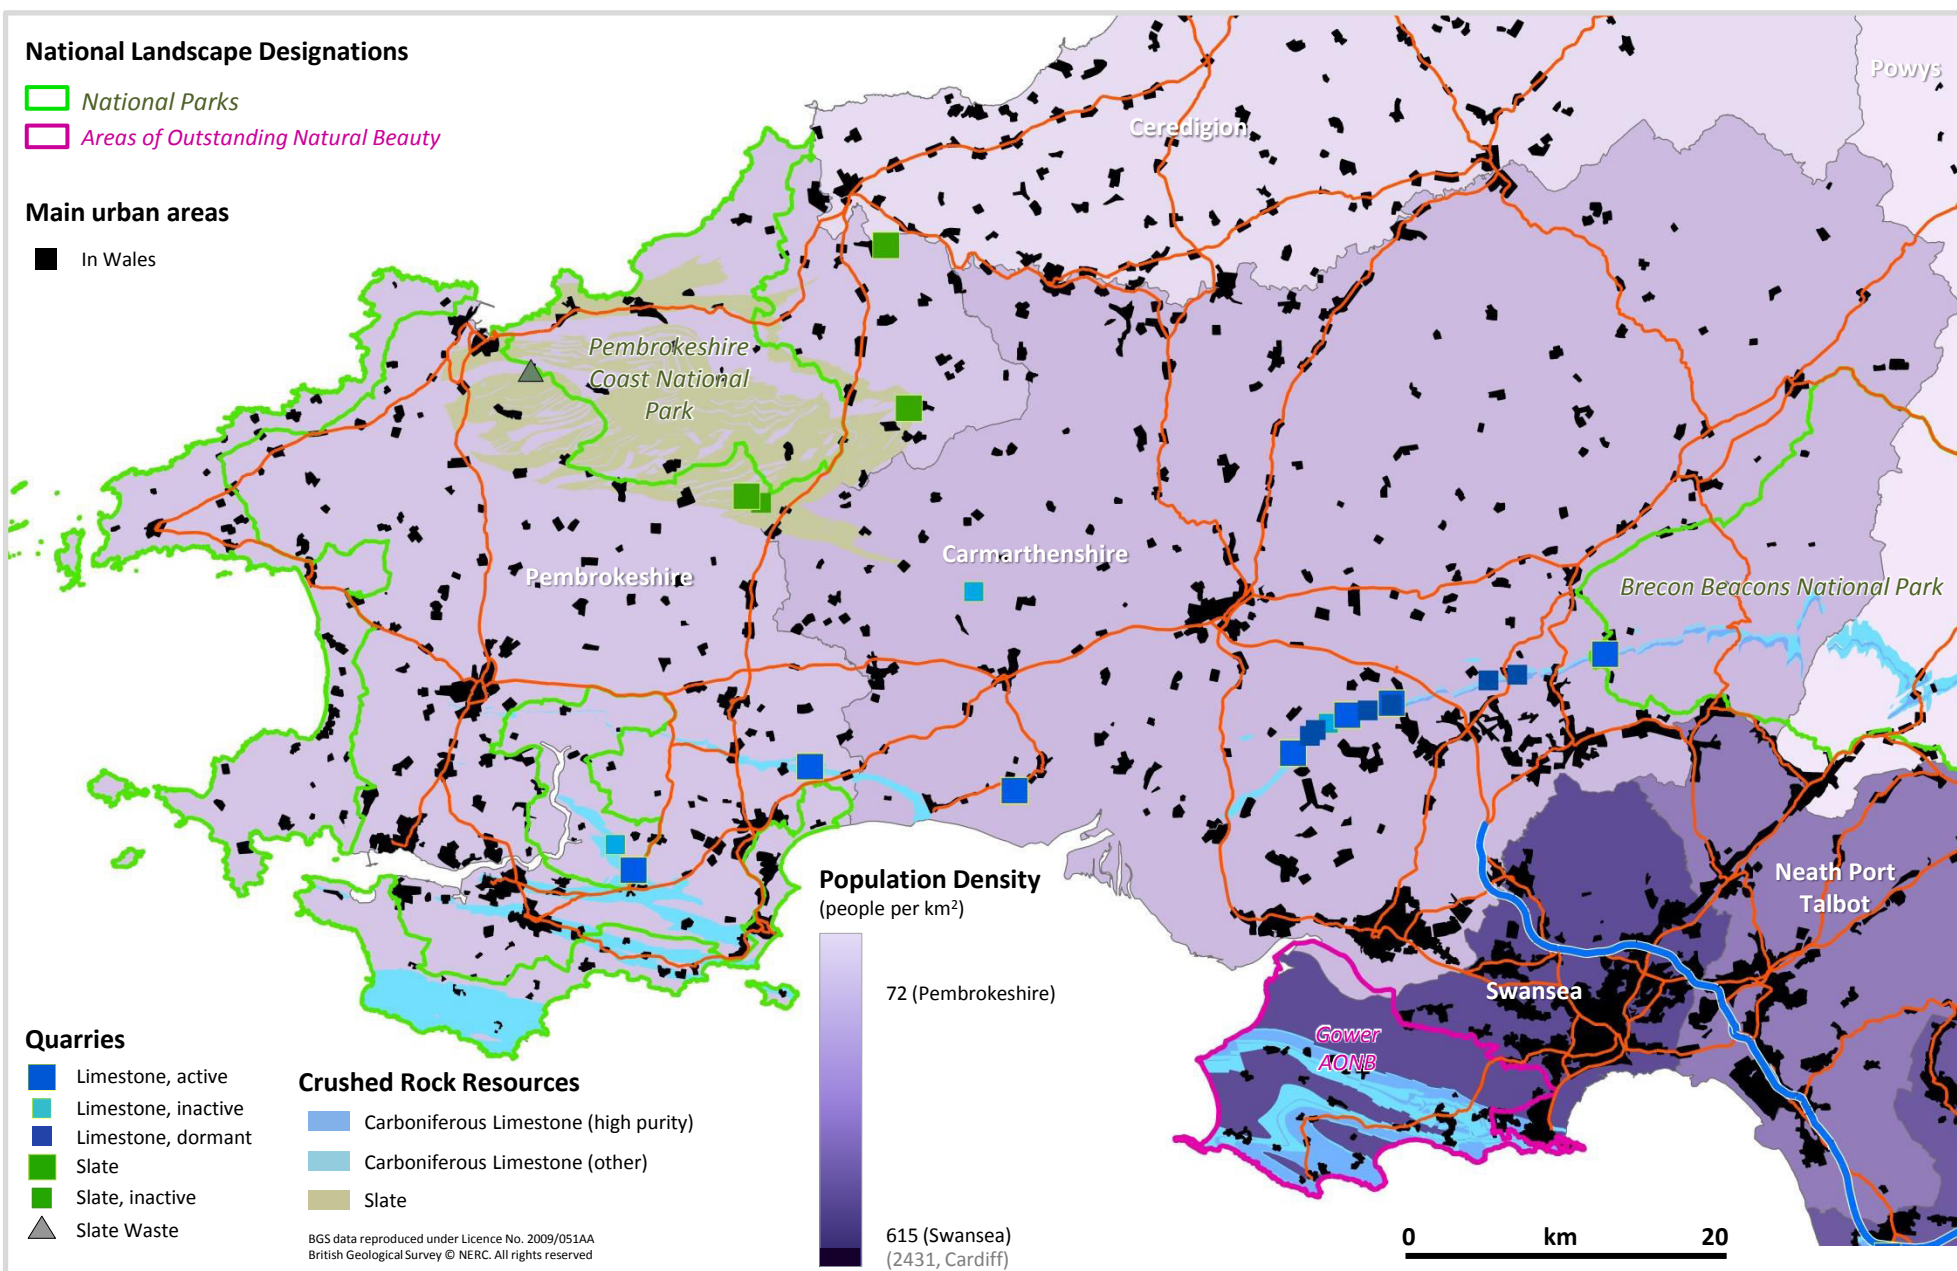 National Landscape Designations
National Parks
Areas of Outstanding Natural Beauty
Main urban areas
In Wales
Powys
Ceredigion
Pembrokeshire
Coast National
Park
Carmarthenshire
Pembrokeshire
Brecon Beacons National Park
Neath Port
Talbot
Swansea
Gower
AONB
Population Density
(people per km²)
72 (Pembrokeshire)
615 (Swansea)
(2431, Cardiff)
Quarries
Limestone, active
Limestone, inactive
Limestone, dormant
Slate
Slate, inactive
Slate Waste
Crushed Rock Resources
Carboniferous Limestone (high purity)
Carboniferous Limestone (other)
Slate
BGS data reproduced under Licence No. 2009/051AA
British Geological Survey © NERC. All rights reserved
0 km 20